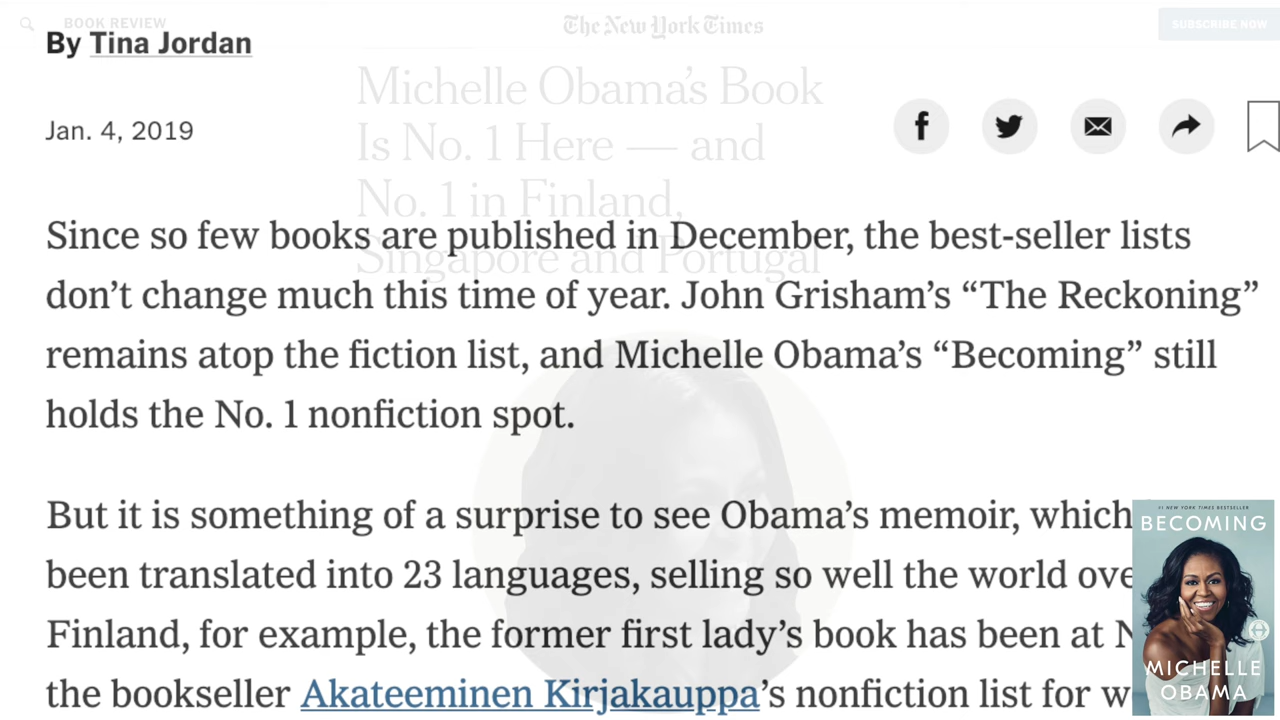 BOOK REVIEW
The New York Times
SUBSCRIBE NOW
By Tina Jordan
Michelle Obama's Book
Is No. 1 Here — and
No. 1 in Finland,
Singapore and Portugal
Jan. 4, 2019
Since so few books are published in December, the best-seller lists
don't change much this time of year. John Grisham's “The Reckoning”
remains atop the fiction list, and Michelle Obama's “Becoming” still
holds the No. 1 nonfiction spot.
But it is something of a surprise to see Obama's memoir, which
been translated into 23 languages, selling so well the world ove
Finland, for example, the former first lady's book has been at N
the bookseller Akateeminen Kirjakauppa's nonfiction list for w
#1 NEW YORK TIMES BESTSELLER
BECOMING
MICHELLE
OBAMA